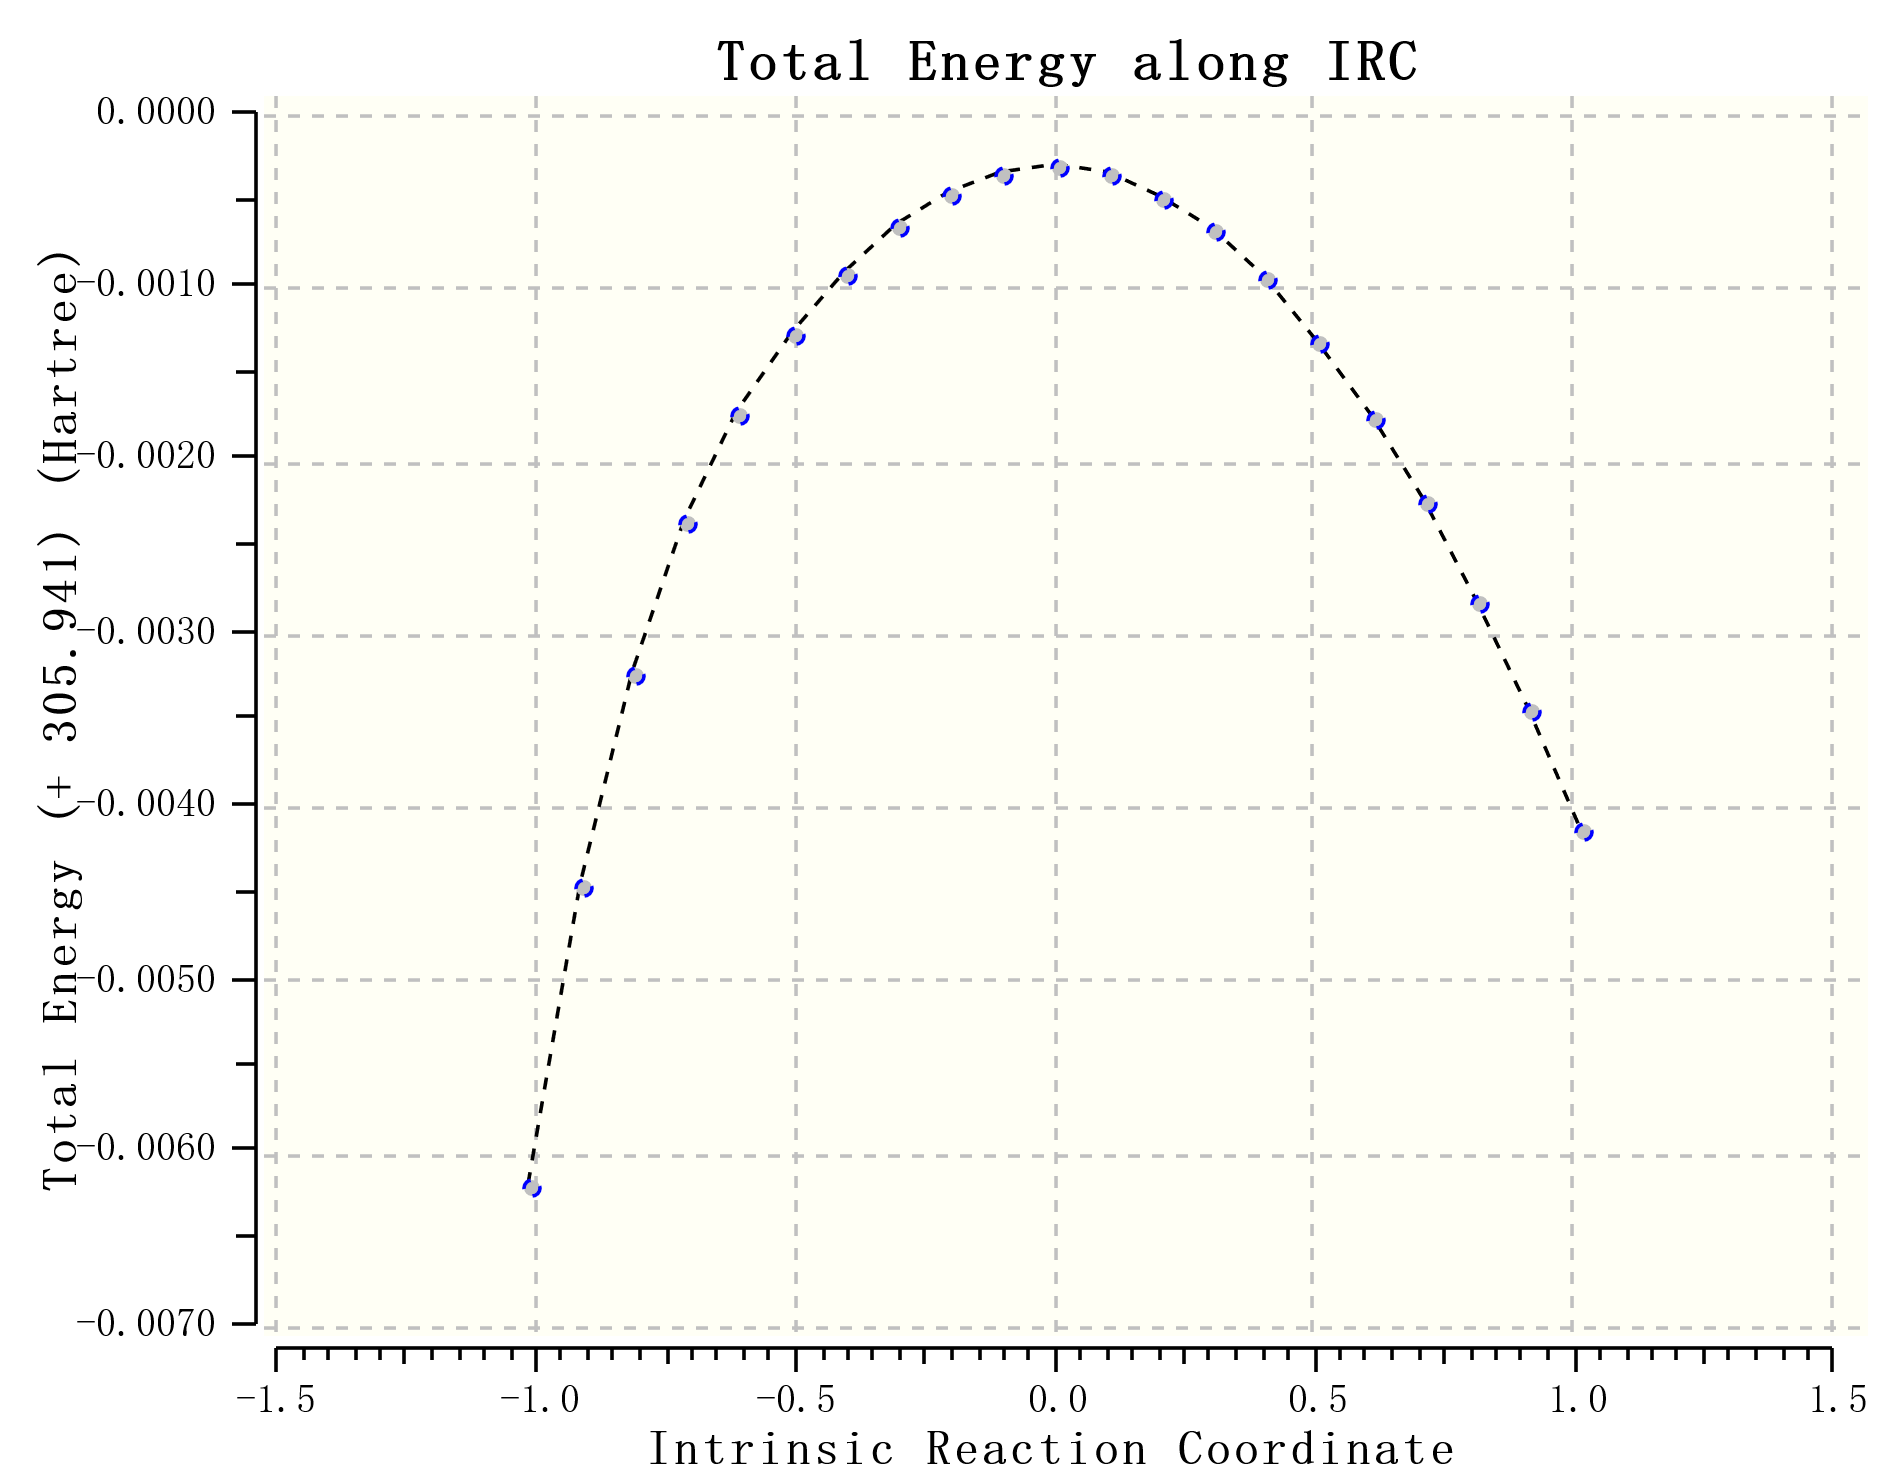 Total Energy along IRC
Total Energy (+ 305.941) (Hartree)
0.0000
-0.0010
-0.0020
-0.0030
-0.0040
-0.0050
-0.0060
-0.0070
-1.5 -1.0 -0.5 0.0 0.5 1.0 1.5
Intrinsic Reaction Coordinate